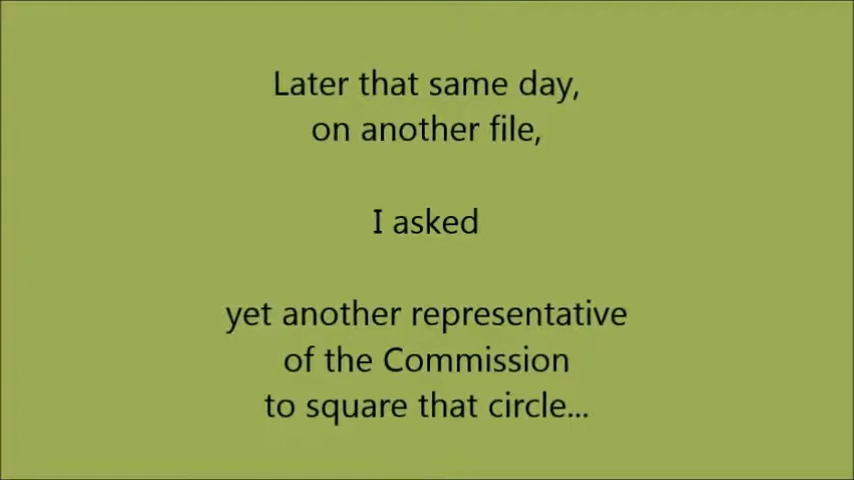 Later that same day,
on another file,
I asked
yet another representative
of the Commission
to square that circle...